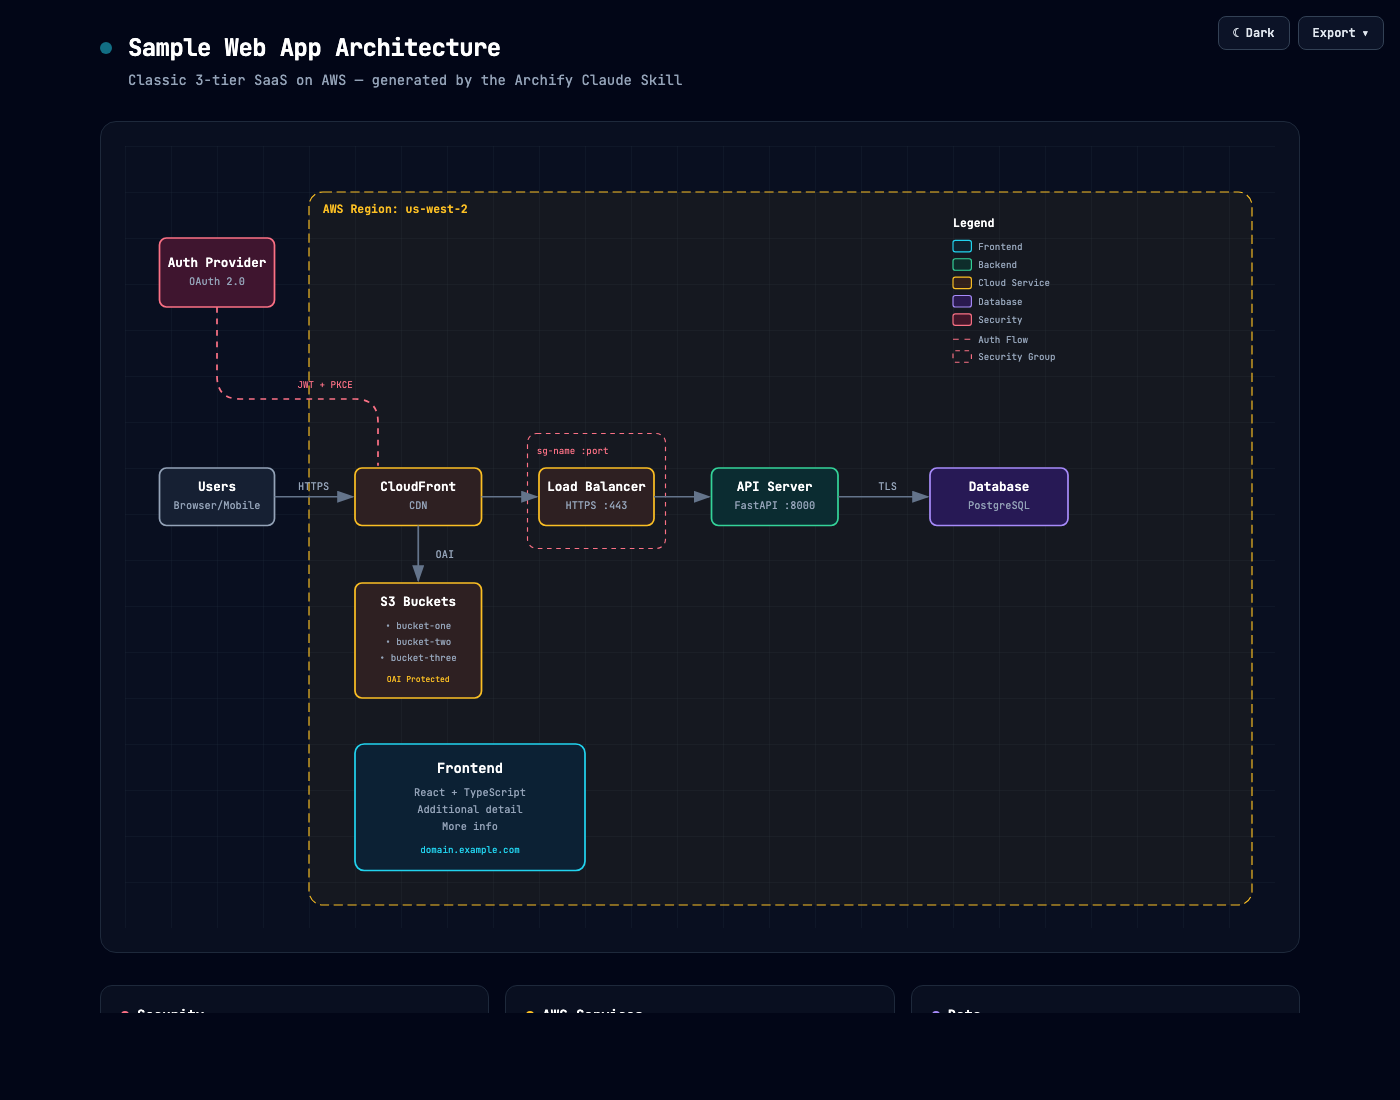 Sample Web App Architecture
Classic 3-tier SaaS on AWS — generated by the Archify Claude Skill
☾ Dark
Export ▾
AWS Region: us-west-2
Legend
Frontend
Backend
Cloud Service
Database
Security
Auth Flow
Security Group
Auth Provider
OAuth 2.0
JWT + PKCE
sg-name :port
Users
Browser/Mobile
HTTPS
CloudFront
CDN
Load Balancer
HTTPS :443
API Server
FastAPI :8000
TLS
Database
PostgreSQL
OAI
S3 Buckets
• bucket-one
• bucket-two
• bucket-three
OAI Protected
Frontend
React + TypeScript
Additional detail
More info
domain.example.com
Security
AWS Services
Data